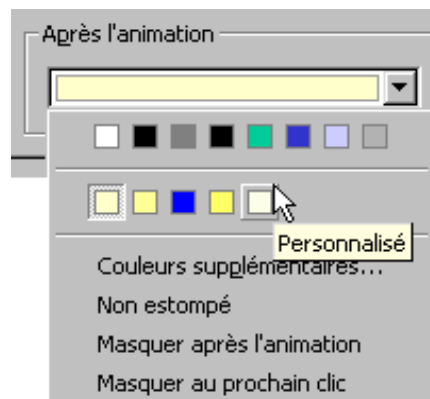 Après l'animation
Personnalisé
Couleurs supplémentaires...
Non estompé
Masquer après l'animation
Masquer au prochain clic